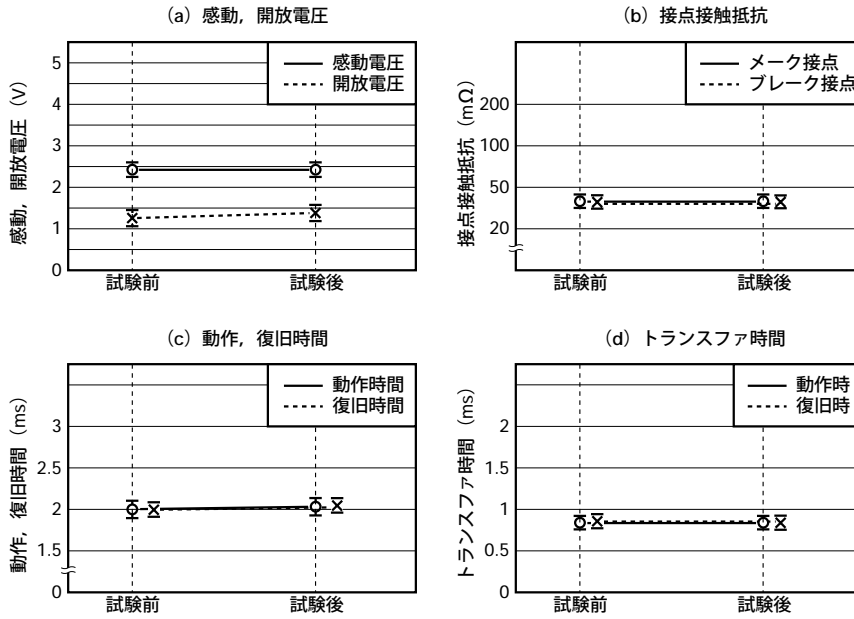 (a) 感動，開放電圧
感動電圧
開放電圧
感動，開放電圧 (V)
5
4
3
2
1
0
試験前
試験後
(b) 接点接触抵抗
メーク接点
ブレーク接点
接点接触抵抗 (mΩ)
200
100
50
20
試験前
試験後
(c) 動作，復旧時間
動作時間
復旧時間
動作，復旧時間 (ms)
3
2.5
2
1.5
0
試験前
試験後
(d) トランスファ時間
動作時
復旧時
トランスファ時間 (ms)
2
1.5
1
0.5
0
試験前
試験後